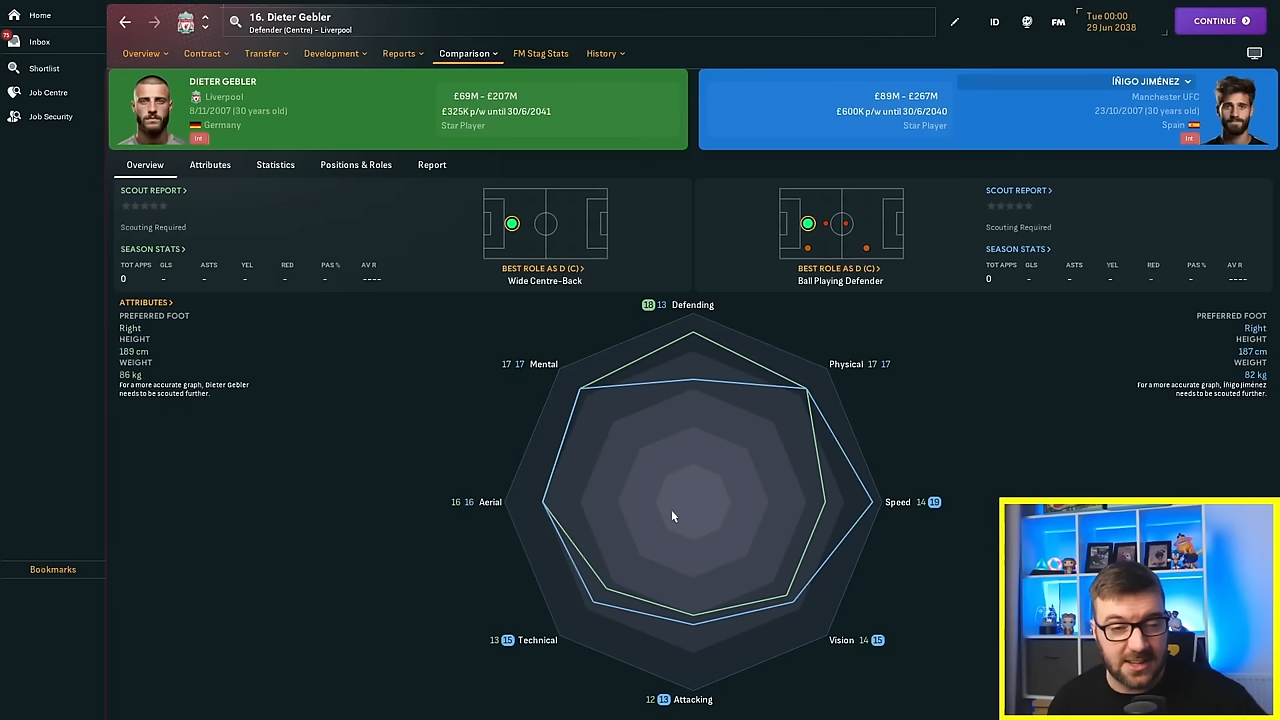 Home
75
Inbox
Shortlist
Job Centre
Job Security
Bookmarks
16. Dieter Gebler
Defender (Centre) - Liverpool
ID
FM
Tue 00:00
29 Jun 2038
CONTINUE
Overview
Contract
Transfer
Development
Reports
Comparison
FM Stag Stats
History
DIETER GEBLER
Liverpool
8/11/2007 (30 years old)
Germany
Int
£69M - £207M
£325K p/w until 30/6/2041
Star Player
£89M - £267M
£600K p/w until 30/6/2040
Star Player
ÍÑIGO JIMÉNEZ
Manchester UFC
23/10/2007 (30 years old)
Spain
Int
Overview
Attributes
Statistics
Positions & Roles
Report
SCOUT REPORT >
Scouting Required
SEASON STATS >
TOT APPS GLS ASTS YEL RED PAS % AV R
0 - - - - - ----
BEST ROLE AS D (C) >
Wide Centre-Back
BEST ROLE AS D (C) >
Ball Playing Defender
SCOUT REPORT >
Scouting Required
SEASON STATS >
TOT APPS GLS ASTS YEL RED PAS % AV R
0 - - - - - ----
ATTRIBUTES >
PREFERRED FOOT
Right
HEIGHT
189 cm
WEIGHT
86 kg
For a more accurate graph, Dieter Gebler
needs to be scouted further.
PREFERRED FOOT
Right
HEIGHT
187 cm
WEIGHT
82 kg
For a more accurate graph, Íñigo Jiménez
needs to be scouted further.
18 13 Defending
17 17 Mental
Physical 17 17
16 16 Aerial
Speed 14 19
13 15 Technical
Vision 14 15
12 13 Attacking